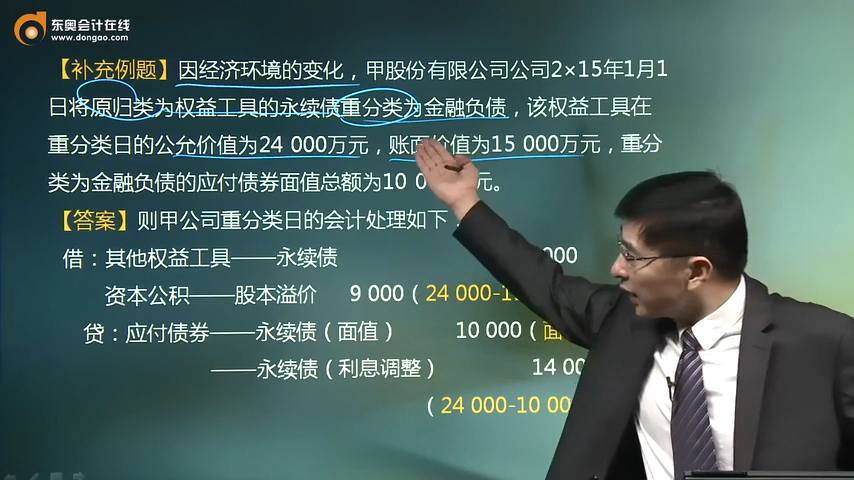 东奥会计在线
www.dongao.com
【补充例题】因经济环境的变化，甲股份有限公司公司2×15年1月1
日将原归类为权益工具的永续债重分类为金融负债，该权益工具在
重分类日的公允价值为24 000万元，账面价值为15 000万元，重分
类为金融负债的应付债券面值总额为10 0 元。
【答案】则甲公司重分类日的会计处理如下：
借：其他权益工具——永续债 000
资本公积——股本溢价 9 000（24 000-1
贷：应付债券——永续债（面值） 10 000（面
——永续债（利息调整） 14 00
（24 000-10 00